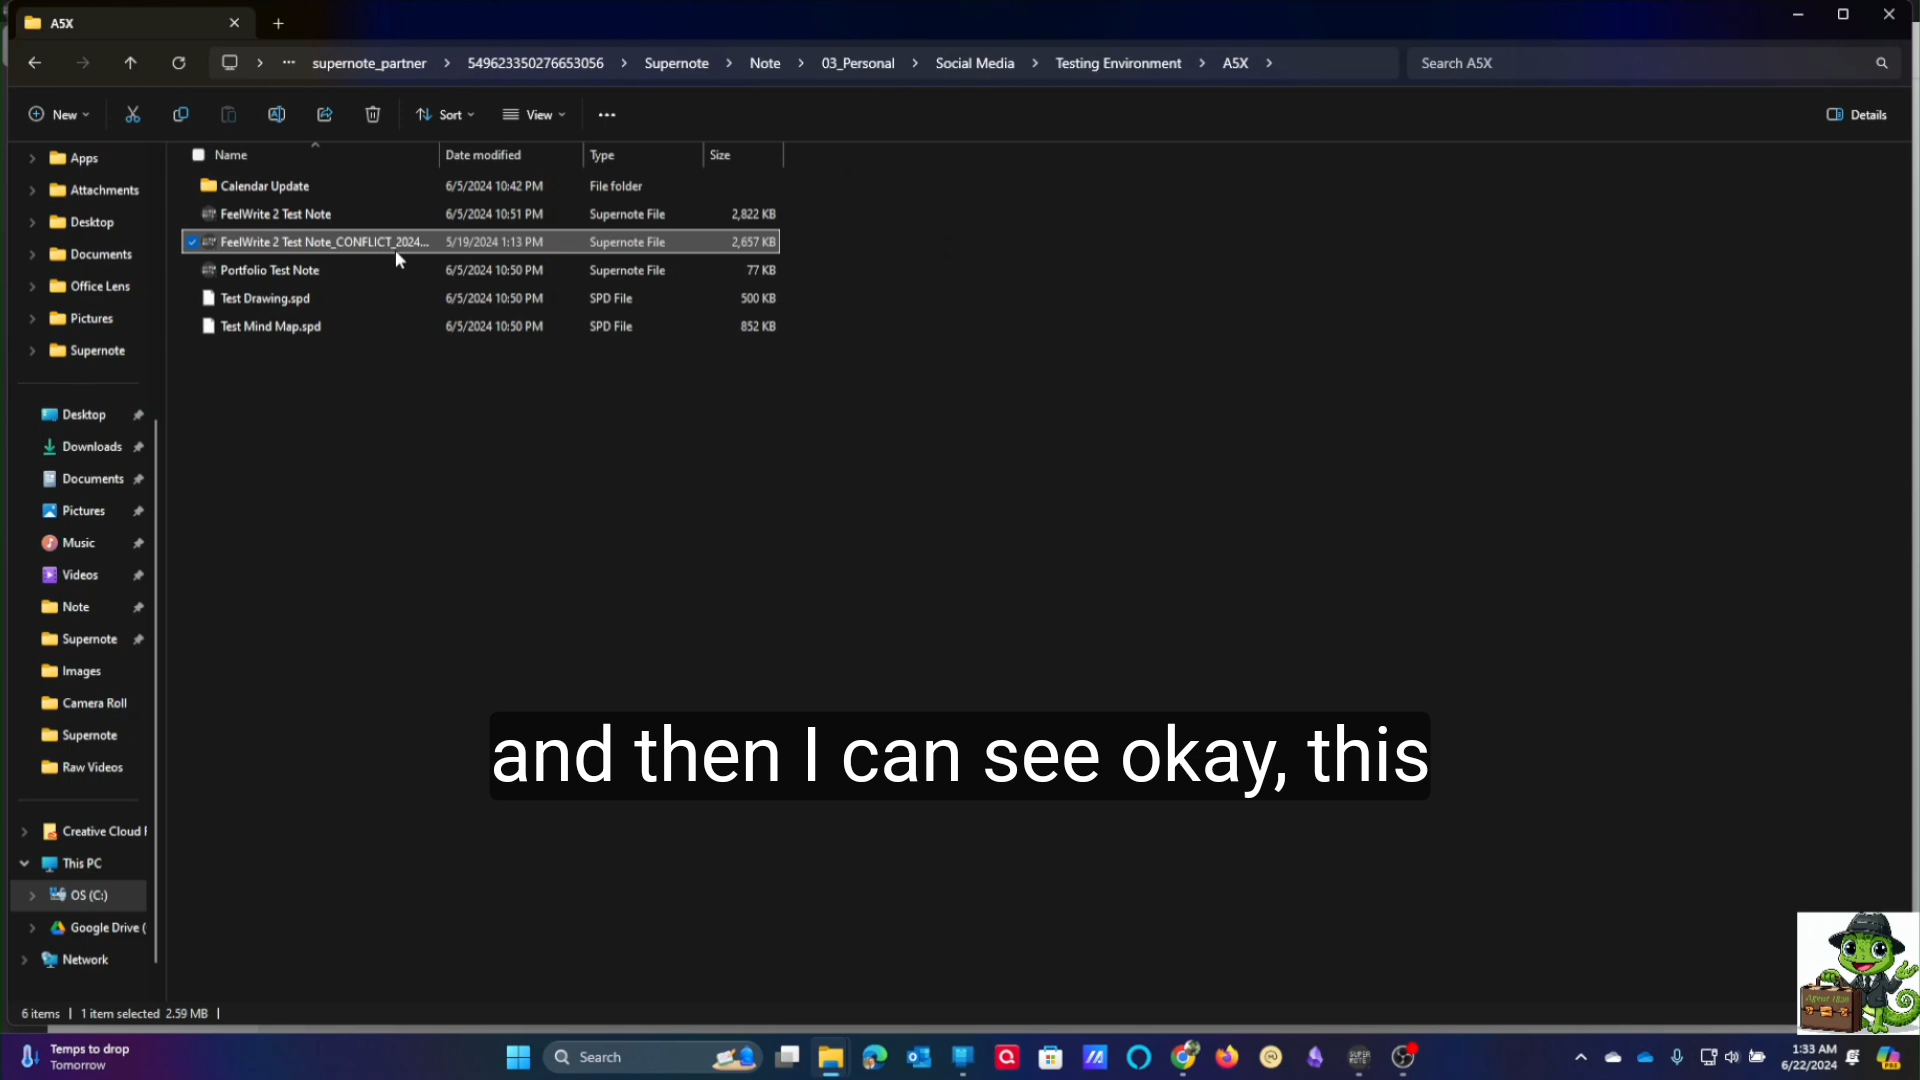 A5X
supernote_partner > 549623350276653056 > Supernote > Note > 03_Personal > Social Media > Testing Environment > A5X >
Search A5X
New
Sort
View
Details
Name Date modified Type Size
Calendar Update 6/5/2024 10:42 PM File folder
FeelWrite 2 Test Note 6/5/2024 10:51 PM Supernote File 2,822 KB
FeelWrite 2 Test Note_CONFLICT_2024... 5/19/2024 1:13 PM Supernote File 2,657 KB
Portfolio Test Note 6/5/2024 10:50 PM Supernote File 77 KB
Test Drawing.spd 6/5/2024 10:50 PM SPD File 500 KB
Test Mind Map.spd 6/5/2024 10:50 PM SPD File 852 KB
Apps
Attachments
Desktop
Documents
Office Lens
Pictures
Supernote
Desktop
Downloads
Documents
Pictures
Music
Videos
Note
Supernote
Images
Camera Roll
Supernote
Raw Videos
Creative Cloud F
This PC
OS (C:)
Google Drive (
Network
and then I can see okay, this
6 items | 1 item selected 2.59 MB |
Temps to drop
Tomorrow
Search
1:33 AM
6/22/2024